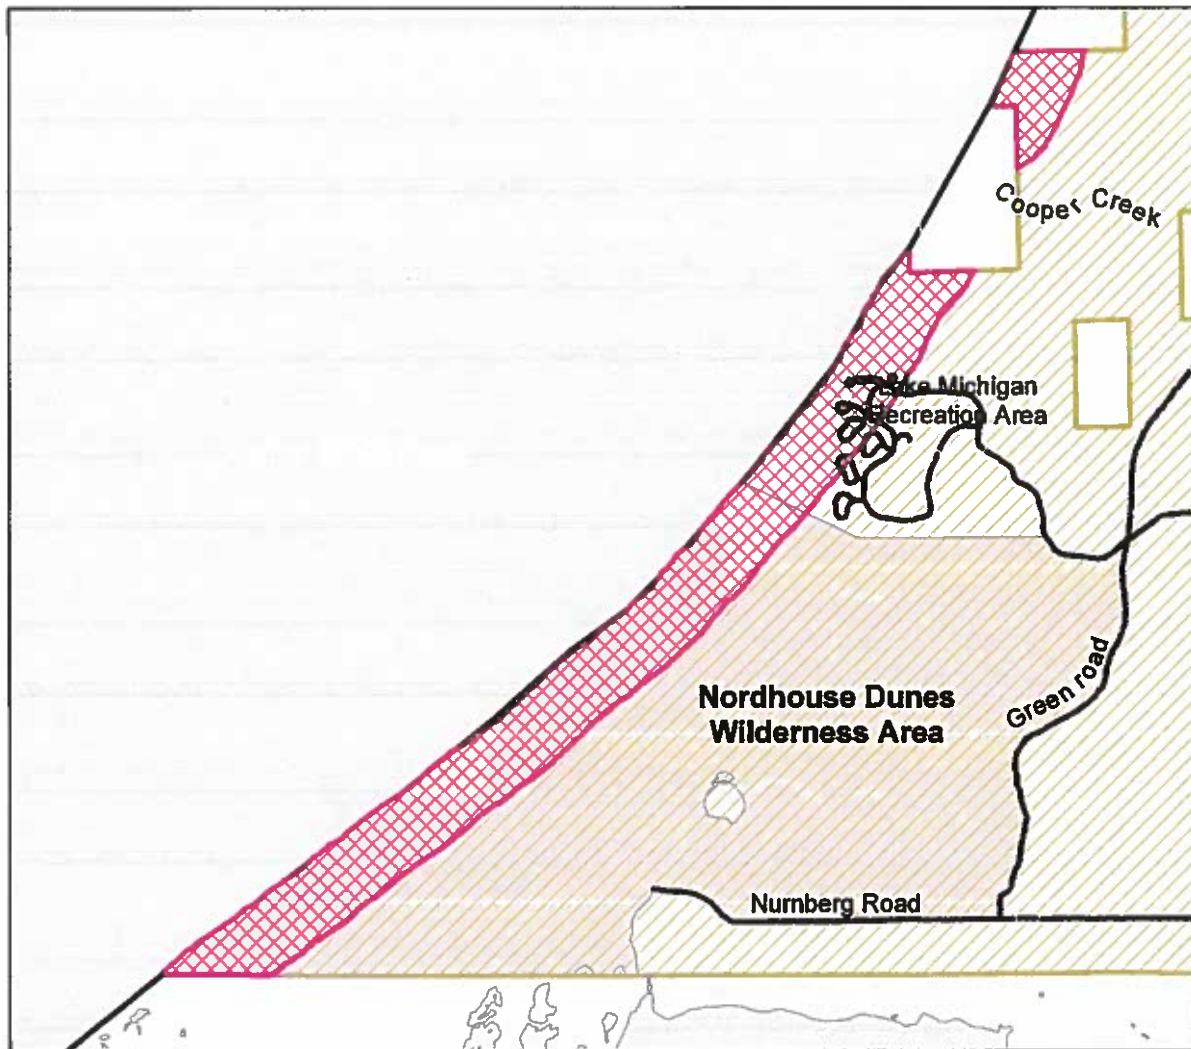 Cooper Creek
Lake Michigan
Recreation Area
Nordhouse Dunes
Wilderness Area
Green road
Nurnberg Road